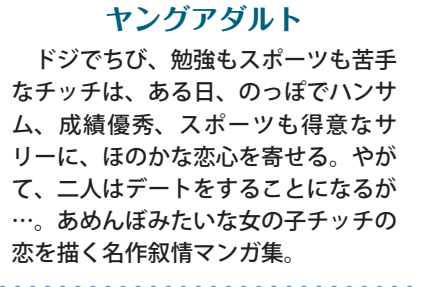 ヤングアダルト
　ドジでちび、勉強もスポーツも苦手
なチッチは、ある日、のっぽでハンサ
ム、成績優秀、スポーツも得意なサ
リーに、ほのかな恋心を寄せる。やが
て、二人はデートをすることになるが
…。あめんぼみたいな女の子チッチの
恋を描く名作叙情マンガ集。